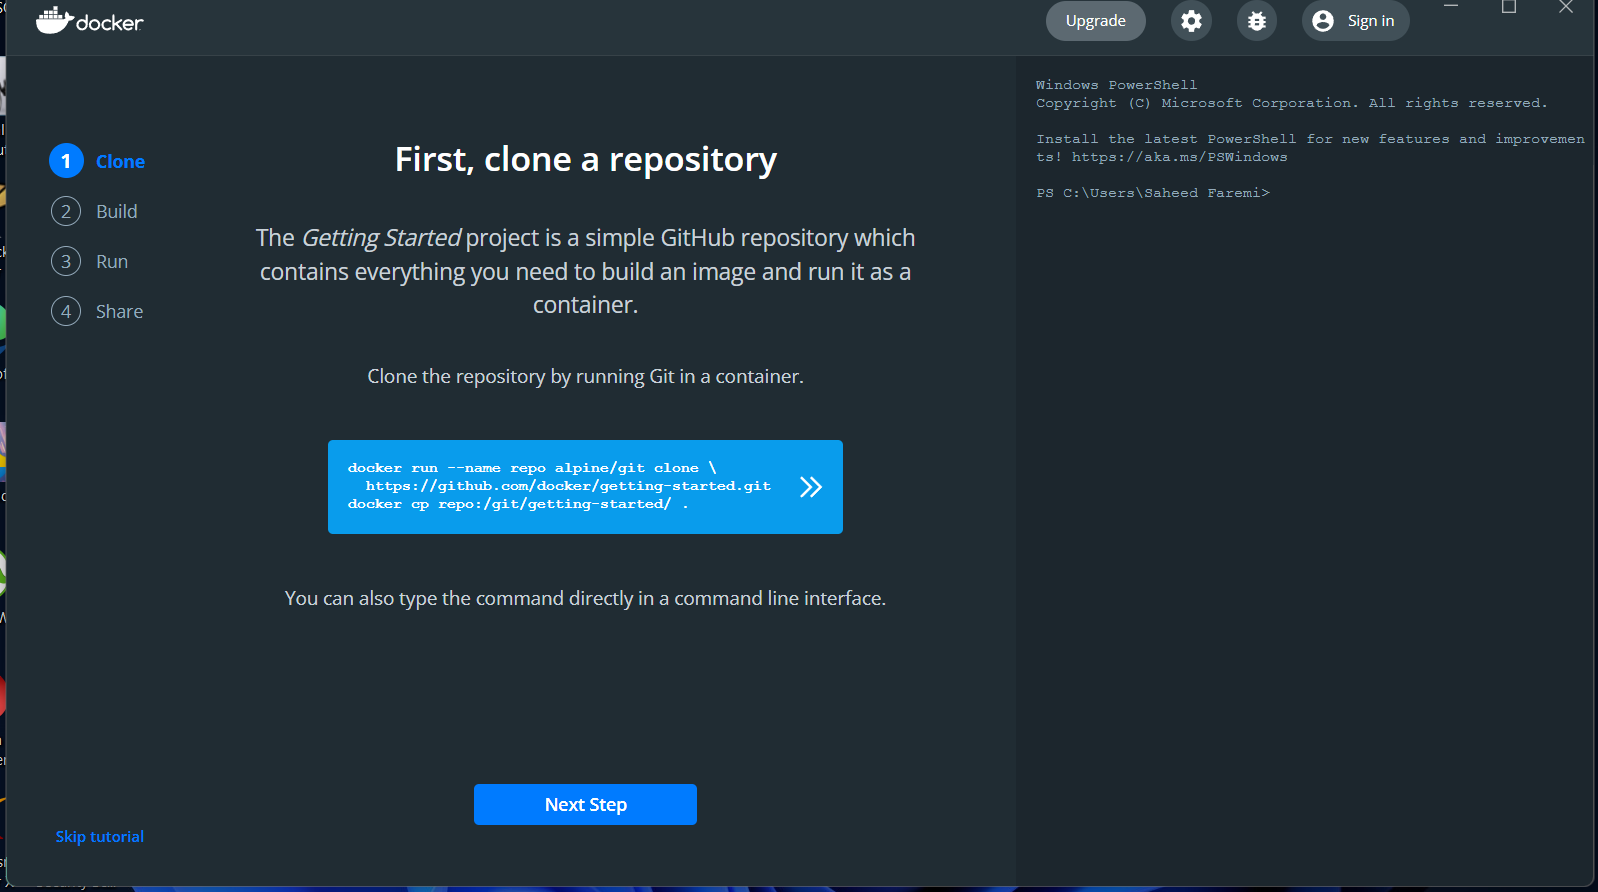 docker
Upgrade
Sign in
1 Clone
2 Build
3 Run
4 Share
First, clone a repository
The Getting Started project is a simple GitHub repository which
contains everything you need to build an image and run it as a
container.
Clone the repository by running Git in a container.
docker run --name repo alpine/git clone \
https://github.com/docker/getting-started.git
docker cp repo:/git/getting-started/ .
You can also type the command directly in a command line interface.
Next Step
Skip tutorial
Windows PowerShell
Copyright (C) Microsoft Corporation. All rights reserved.
Install the latest PowerShell for new features and improvemen
ts! https://aka.ms/PSWindows
PS C:\Users\Saheed Faremi>